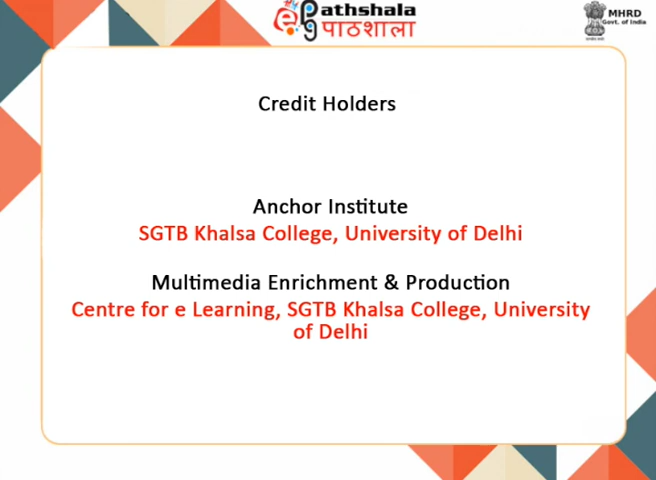 ePathshala
पाठशाला
MHRD
Govt. of India
Credit Holders
Anchor Institute
SGTB Khalsa College, University of Delhi
Multimedia Enrichment & Production
Centre for e Learning, SGTB Khalsa College, University
of Delhi